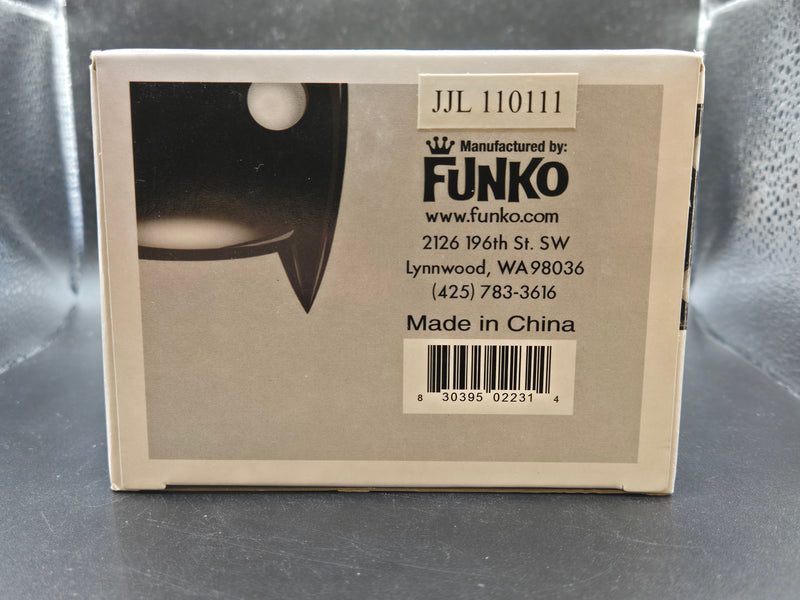 JJL 110111
Manufactured by:
FUNKO
www.funko.com
2126 196th St. SW
Lynnwood, WA 98036
(425) 783-3616
Made in China
8 30395 02231 4